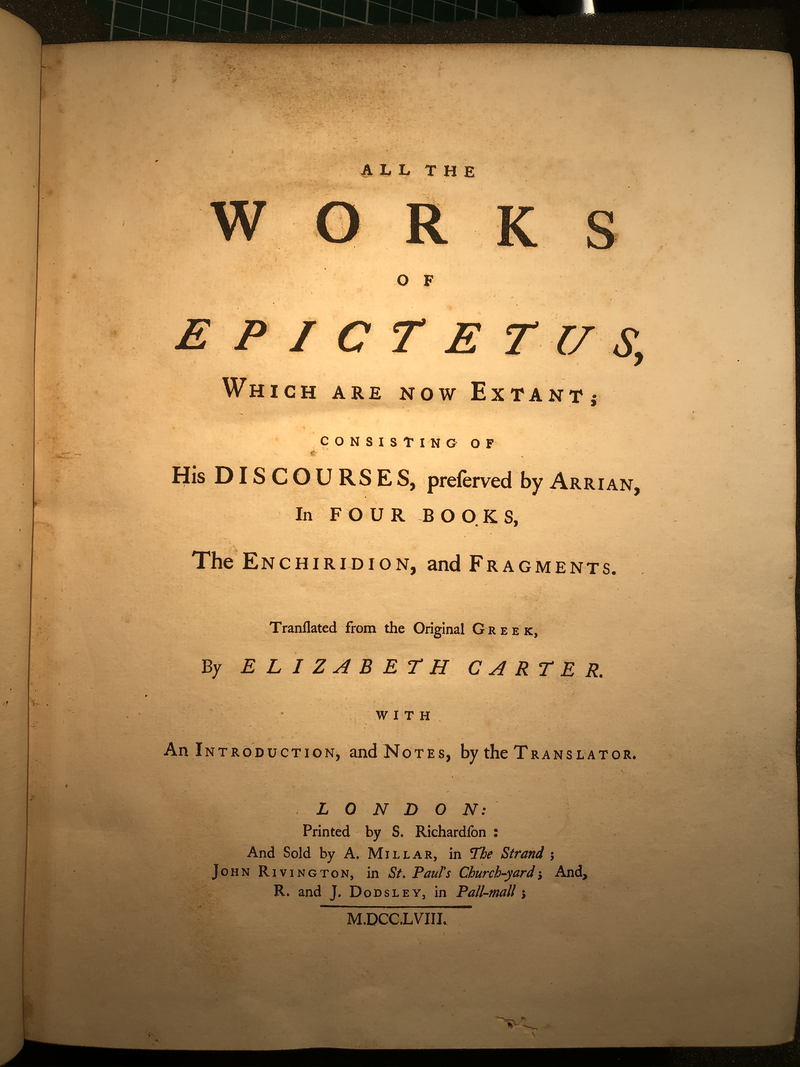 ALL THE
WORKS
OF
EPICTETUS,
WHICH ARE NOW EXTANT;
CONSISTING OF
His DISCOURSES, preſerved by ARRIAN,
In FOUR BOOKS,
The ENCHIRIDION, and FRAGMENTS.
Tranſlated from the Original GREEK,
By ELIZABETH CARTER.
WITH
An INTRODUCTION, and NOTES, by the TRANSLATOR.
LONDON:
Printed by S. Richardſon :
And Sold by A. MILLAR, in The Strand ;
JOHN RIVINGTON, in St. Paul's Church-yard ; And,
R. and J. DODSLEY, in Pall-mall ;
M.DCC.LVIII.